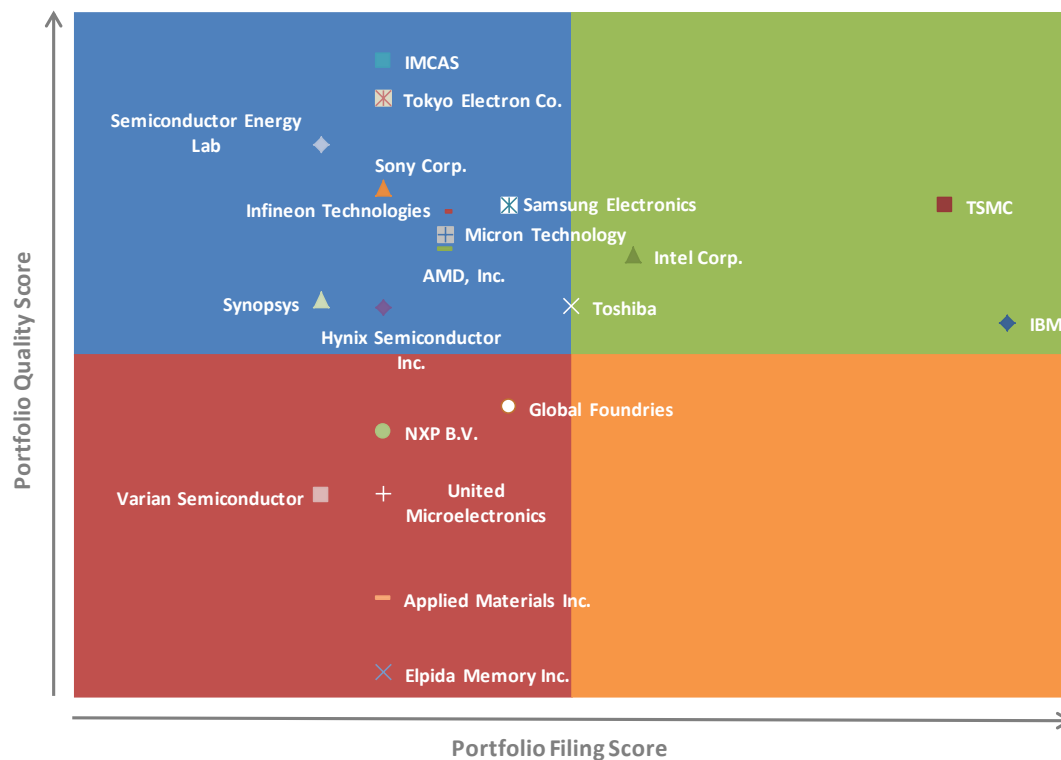 IMCAS
Tokyo Electron Co.
Semiconductor Energy
Lab
Sony Corp.
Infineon Technologies
Samsung Electronics
TSMC
Micron Technology
Intel Corp.
AMD, Inc.
Synopsys
Toshiba
IBM
Hynix Semiconductor
Inc.
Global Foundries
NXP B.V.
Varian Semiconductor
United
Microelectronics
Applied Materials Inc.
Elpida Memory Inc.
Portfolio Quality Score
Portfolio Filing Score